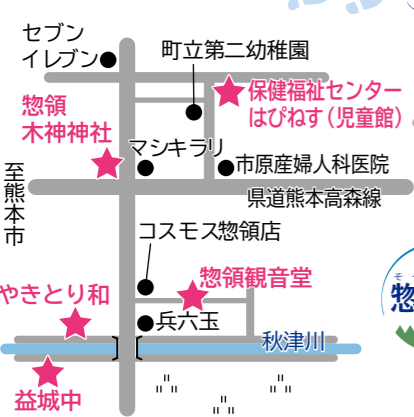 セブン
イレブン
町立第二幼稚園
惣領
木神神社
保健福祉センター
はぴねす(児童館)
マシキラリ
市原産婦人科医院
至熊本市
県道熊本高森線
コスモス惣領店
やきとり和
惣領観音堂
兵六玉
秋津川
益城中
惣